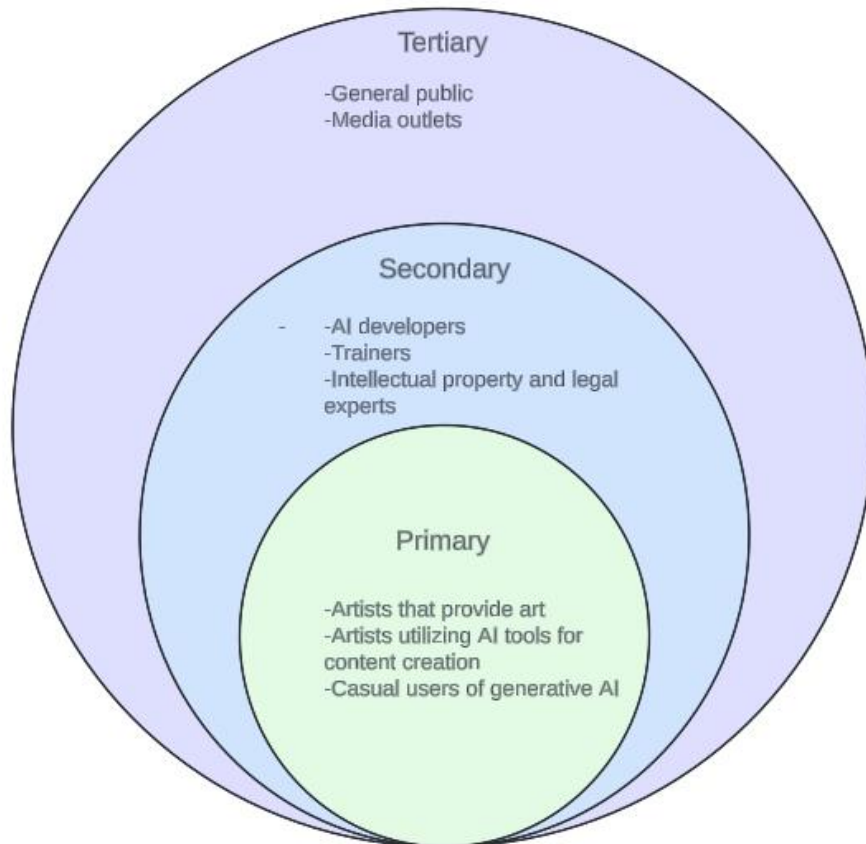 Tertiary
-General public
-Media outlets
Secondary
- -AI developers
-Trainers
-Intellectual property and legal
experts
Primary
-Artists that provide art
-Artists utilizing AI tools for
content creation
-Casual users of generative AI